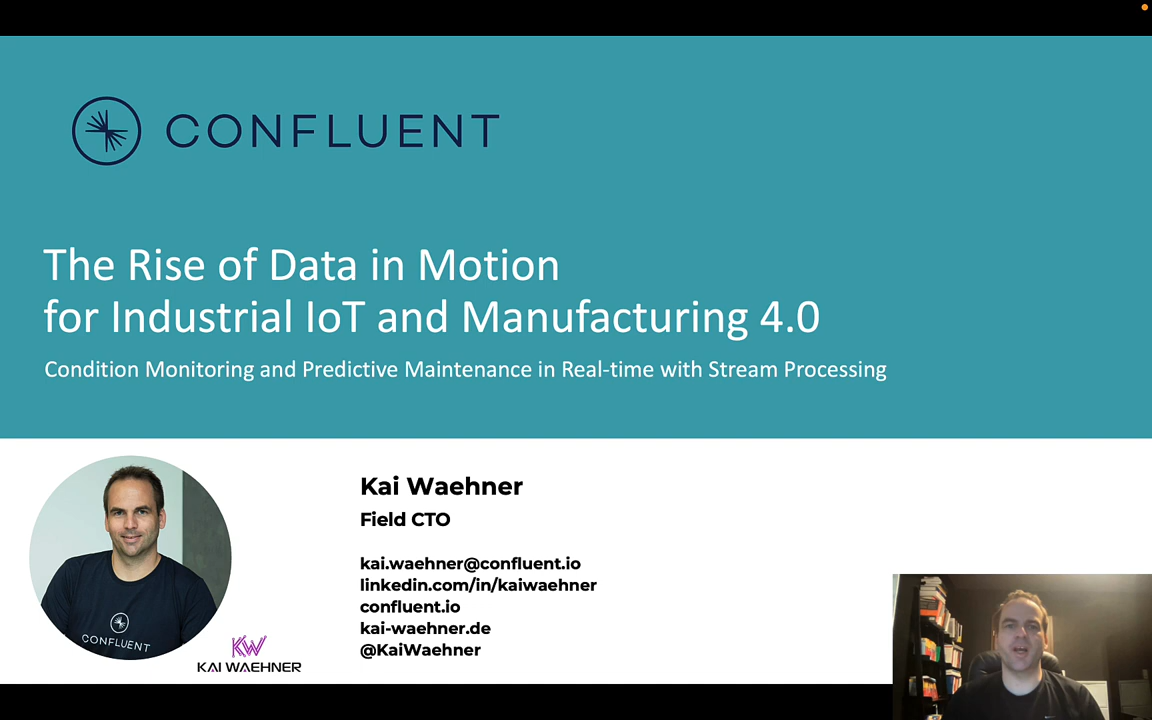 CONFLUENT
The Rise of Data in Motion
for Industrial IoT and Manufacturing 4.0
Condition Monitoring and Predictive Maintenance in Real-time with Stream Processing
CONFLUENT
KW
KAI WAEHNER
Kai Waehner
Field CTO
kai.waehner@confluent.io
linkedin.com/in/kaiwaehner
confluent.io
kai-waehner.de
@KaiWaehner